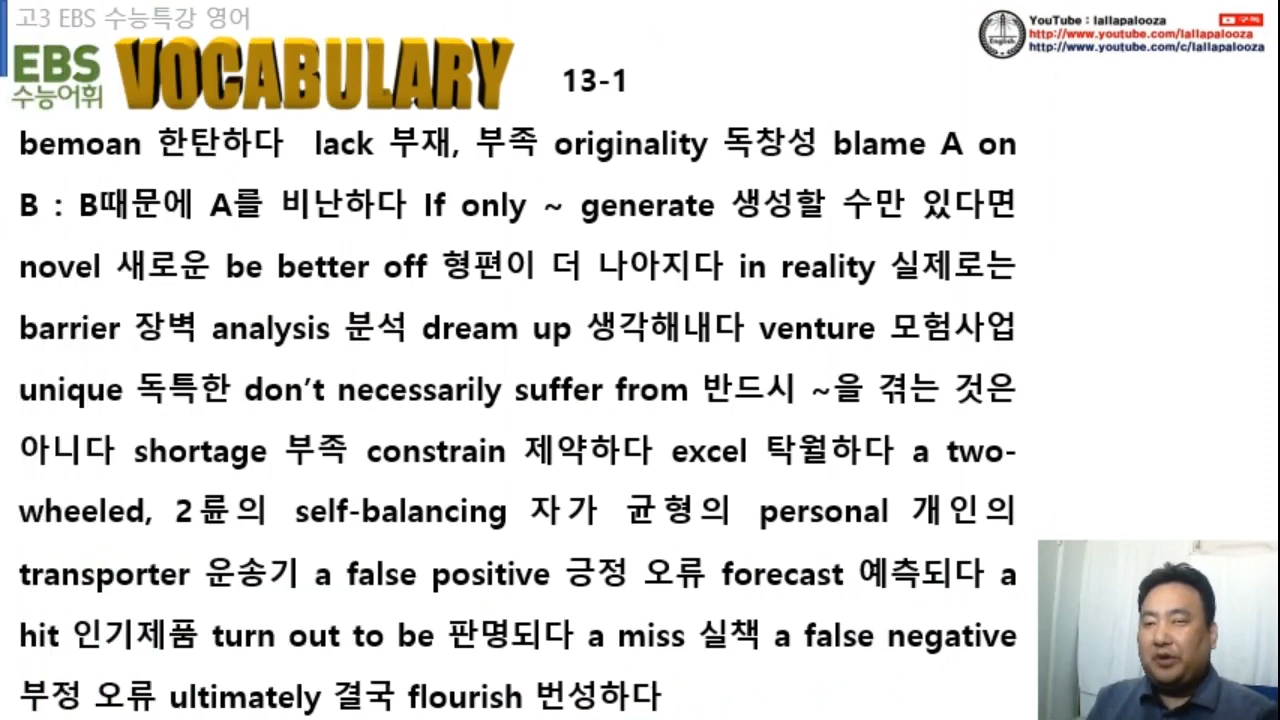 고3 EBS 수능특강 영어
EBS
수능어휘
VOCABULARY
13-1
YouTube : lallapalooza
구독
http://www.youtube.com/lallapalooza
http://www.youtube.com/c/lallapalooza
English
bemoan 한탄하다 lack 부재, 부족 originality 독창성 blame A on
B : B때문에 A를 비난하다 If only ~ generate 생성할 수만 있다면
novel 새로운 be better off 형편이 더 나아지다 in reality 실제로는
barrier 장벽 analysis 분석 dream up 생각해내다 venture 모험사업
unique 독특한 don’t necessarily suffer from 반드시 ~을 겪는 것은
아니다 shortage 부족 constrain 제약하다 excel 탁월하다 a two-
wheeled, 2륜의 self-balancing 자가 균형의 personal 개인의
transporter 운송기 a false positive 긍정 오류 forecast 예측되다 a
hit 인기제품 turn out to be 판명되다 a miss 실책 a false negative
부정 오류 ultimately 결국 flourish 번성하다